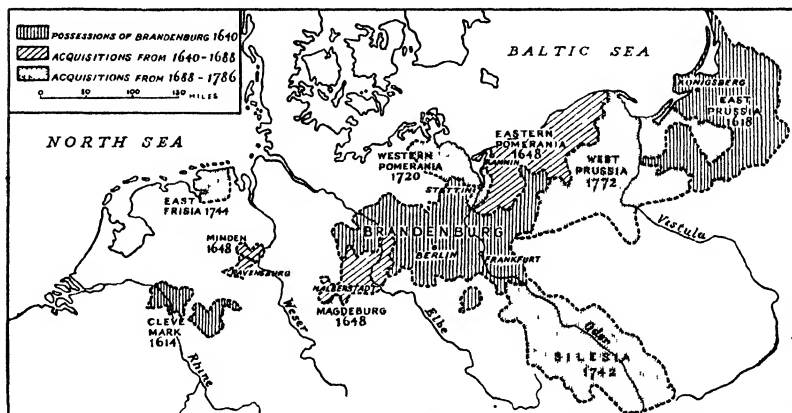 POSSESSIONS OF BRANDENBURG 1640
ACQUISITIONS FROM 1640-1688
ACQUISITIONS FROM 1688-1786
0 50 100 150
MILES
BALTIC SEA
NORTH SEA
KÖNIGSBERG
EAST
PRUSSIA
1618
EASTERN
POMERANIA
1648
KAMMIN
WESTERN
POMERANIA
1720
STETTIN
WEST
PRUSSIA
1772
EAST
FRISIA 1744
MINDEN
1648
RAVENSBURG
BRANDENBURG
BERLIN
FRANKFURT
Vistula
HALBERSTADT
MAGDEBURG
1648
CLEVE
MARK
1614
Rhine
Weser
Elbe
Oder
SILESIA
1742